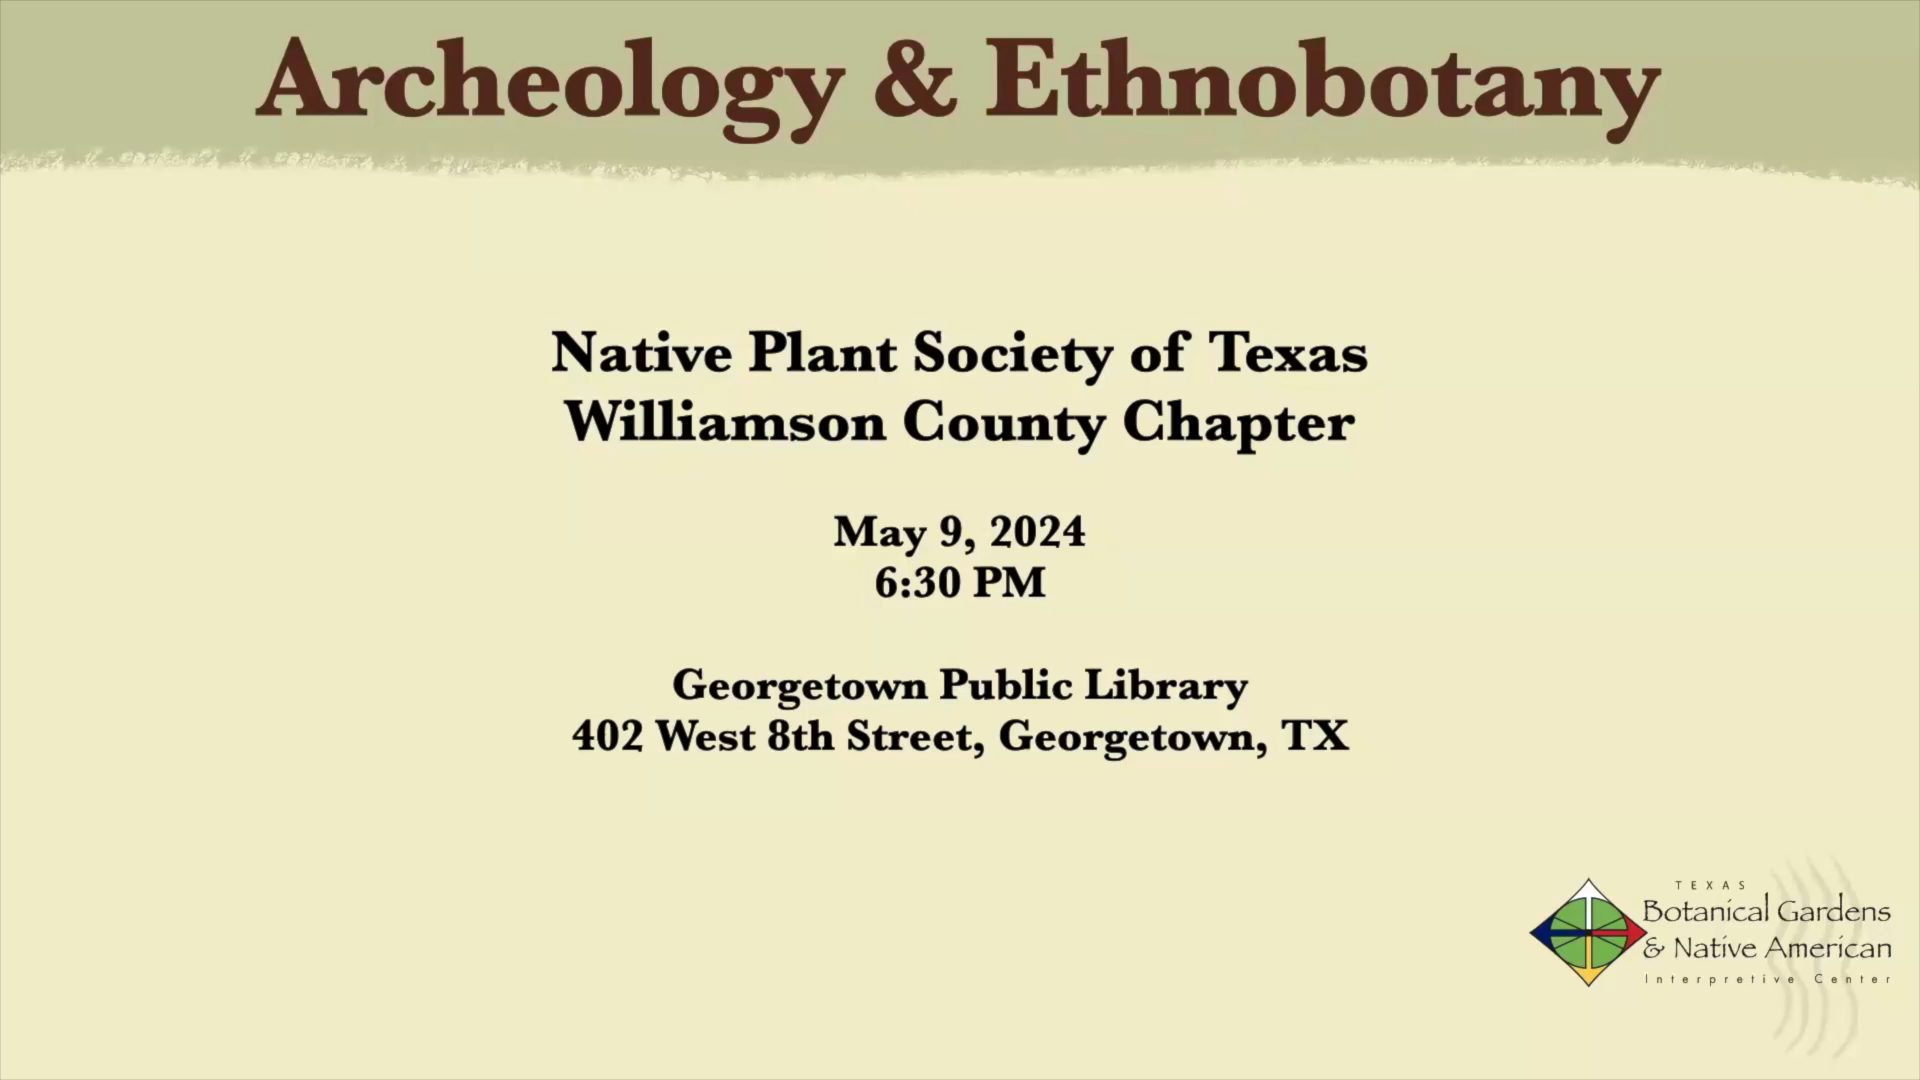 Archeology & Ethnobotany
Native Plant Society of Texas
Williamson County Chapter
May 9, 2024
6:30 PM
Georgetown Public Library
402 West 8th Street, Georgetown, TX
TEXAS
Botanical Gardens
& Native American
Interpretive Center